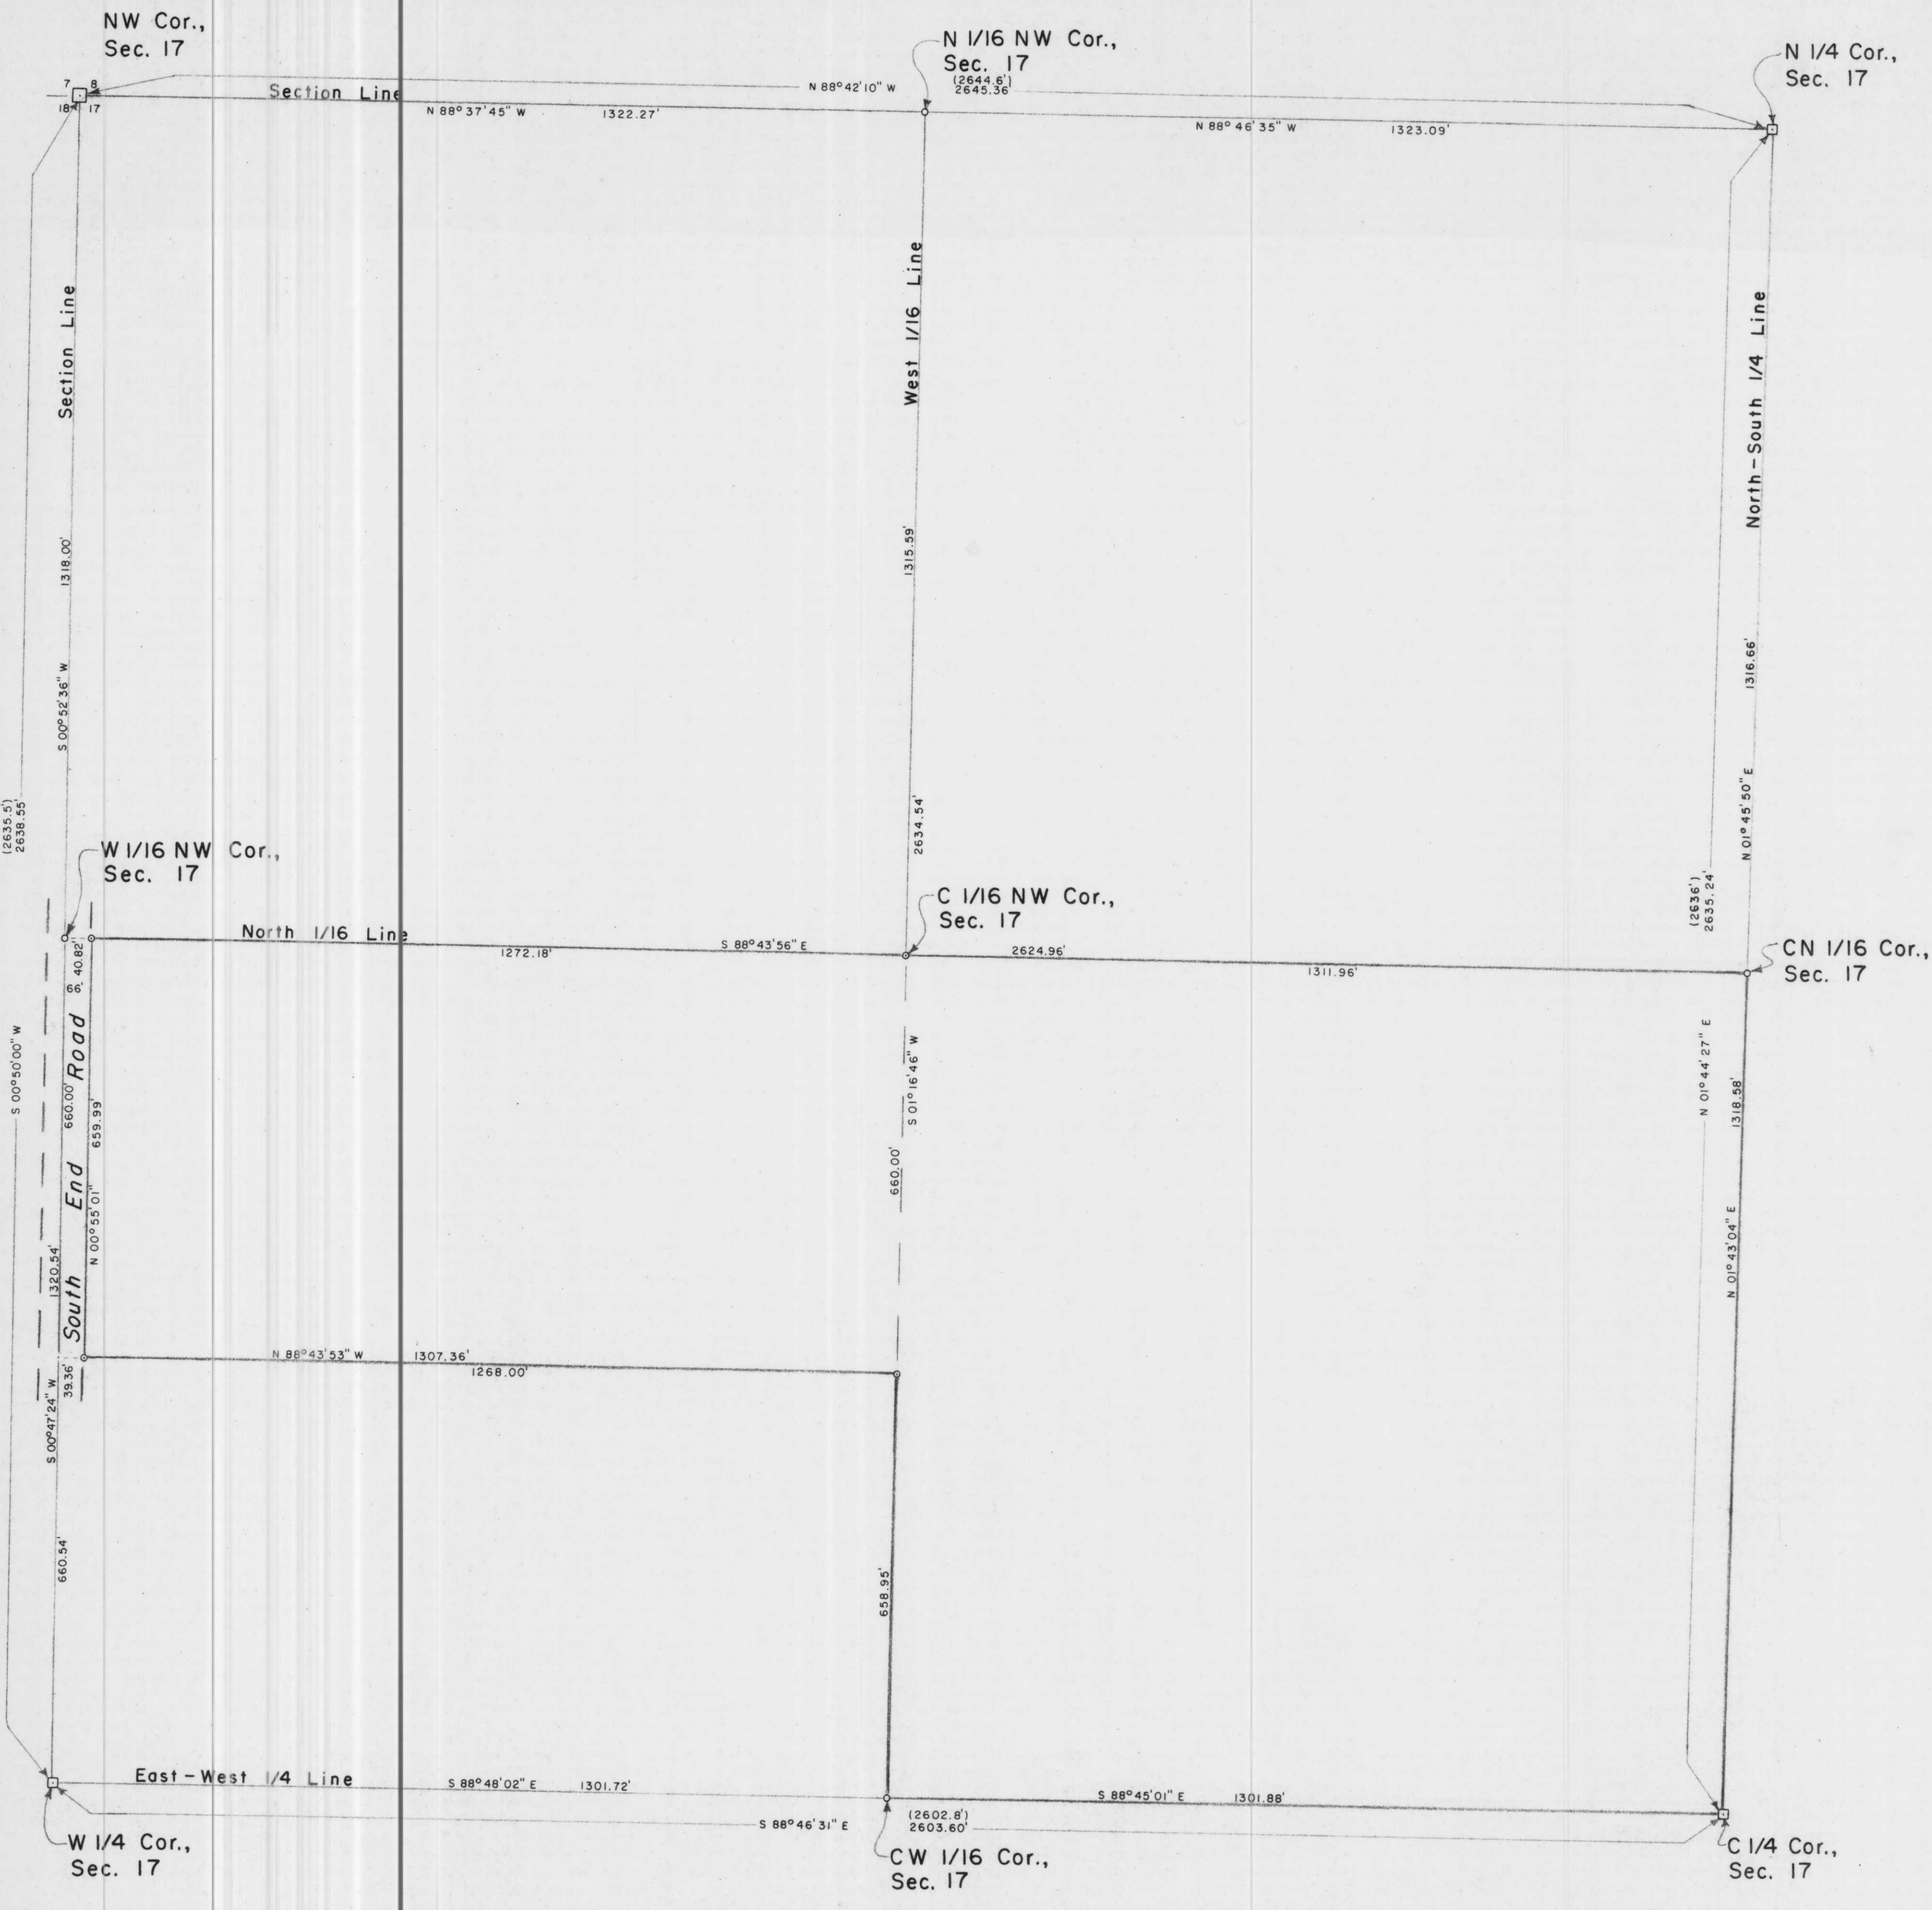 NW Cor.,
Sec. 17
N 1/16 NW Cor.,
Sec. 17
(2644.6')
2645.36'
N 1/4 Cor.,
Sec. 17
7 8
18 17
Section Line
N 88°42'10" W
N 88°37'45" W
1322.27'
N 88°46'35" W
1323.09'
Section Line
1318.00'
S 00°52'36" W
(2635.5')
2638.55'
S 00°50'00" W
West 1/16 Line
1315.59'
2634.54'
North-South 1/4 Line
1316.66'
N 01°45'50" E
(2636')
2635.24'
N 01°44'27" E
W 1/16 NW Cor.,
Sec. 17
C 1/16 NW Cor.,
Sec. 17
CN 1/16 Cor.,
Sec. 17
North 1/16 Line
1272.18'
S 88°43'56" E
2624.96'
1311.96'
40.82'
66'
South End Road
660.00'
659.99'
N 00°55'01"
1320.54'
39.36'
S 00°47'24" W
660.54'
S 01°16'46" W
660.00'
1318.58'
N 01°43'04" E
N 88°43'53" W
1307.36'
1268.00'
658.95'
East-West 1/4 Line
S 88°48'02" E
1301.72'
S 88°45'01" E
1301.88'
S 88°46'31" E
(2602.8')
2603.60'
W 1/4 Cor.,
Sec. 17
CW 1/16 Cor.,
Sec. 17
C 1/4 Cor.,
Sec. 17